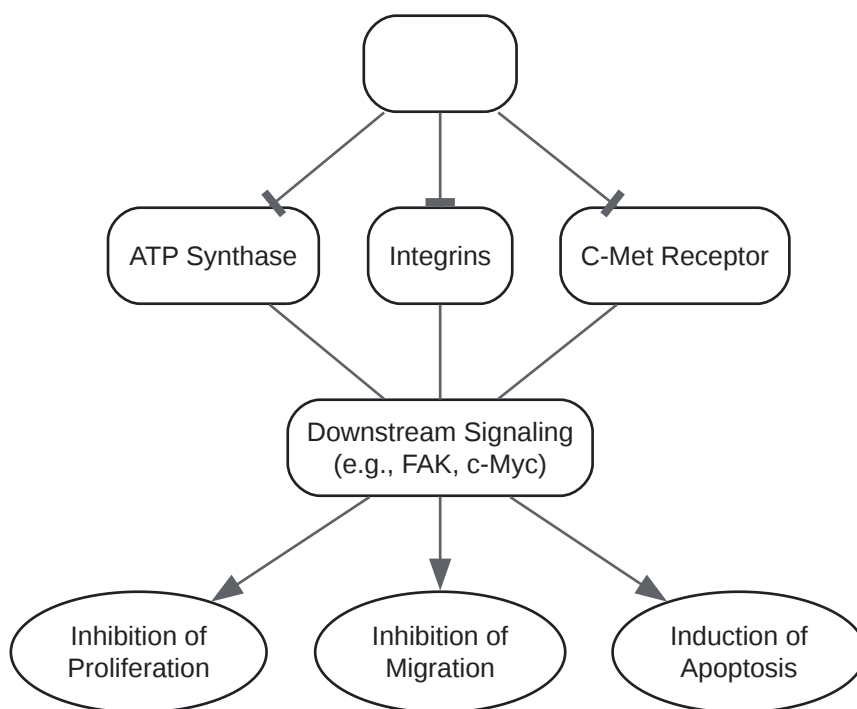 ATP Synthase
Integrins
C-Met Receptor
Downstream Signaling
(e.g., FAK, c-Myc)
Inhibition of
Proliferation
Inhibition of
Migration
Induction of
Apoptosis